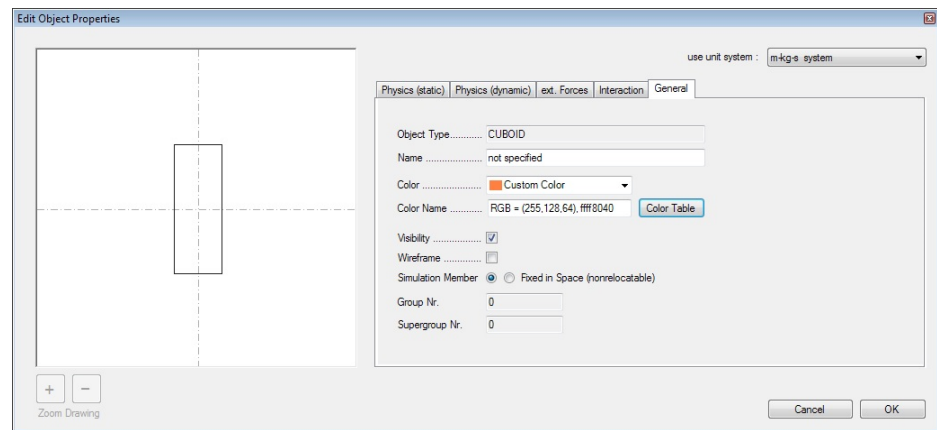 Edit Object Properties
use unit system : m-kg-s system
Physics (static) Physics (dynamic) ext. Forces Interaction General
Object Type............ CUBOID
Name ..................... not specified
Color ..................... Custom Color
Color Name ............ RGB = (255,128,64), ffff8040 Color Table
Visibility ..................
Wireframe ..............
Simulation Member Fixed in Space (nonrelocatable)
Group Nr. 0
Supergroup Nr. 0
+ −
Zoom Drawing
Cancel OK